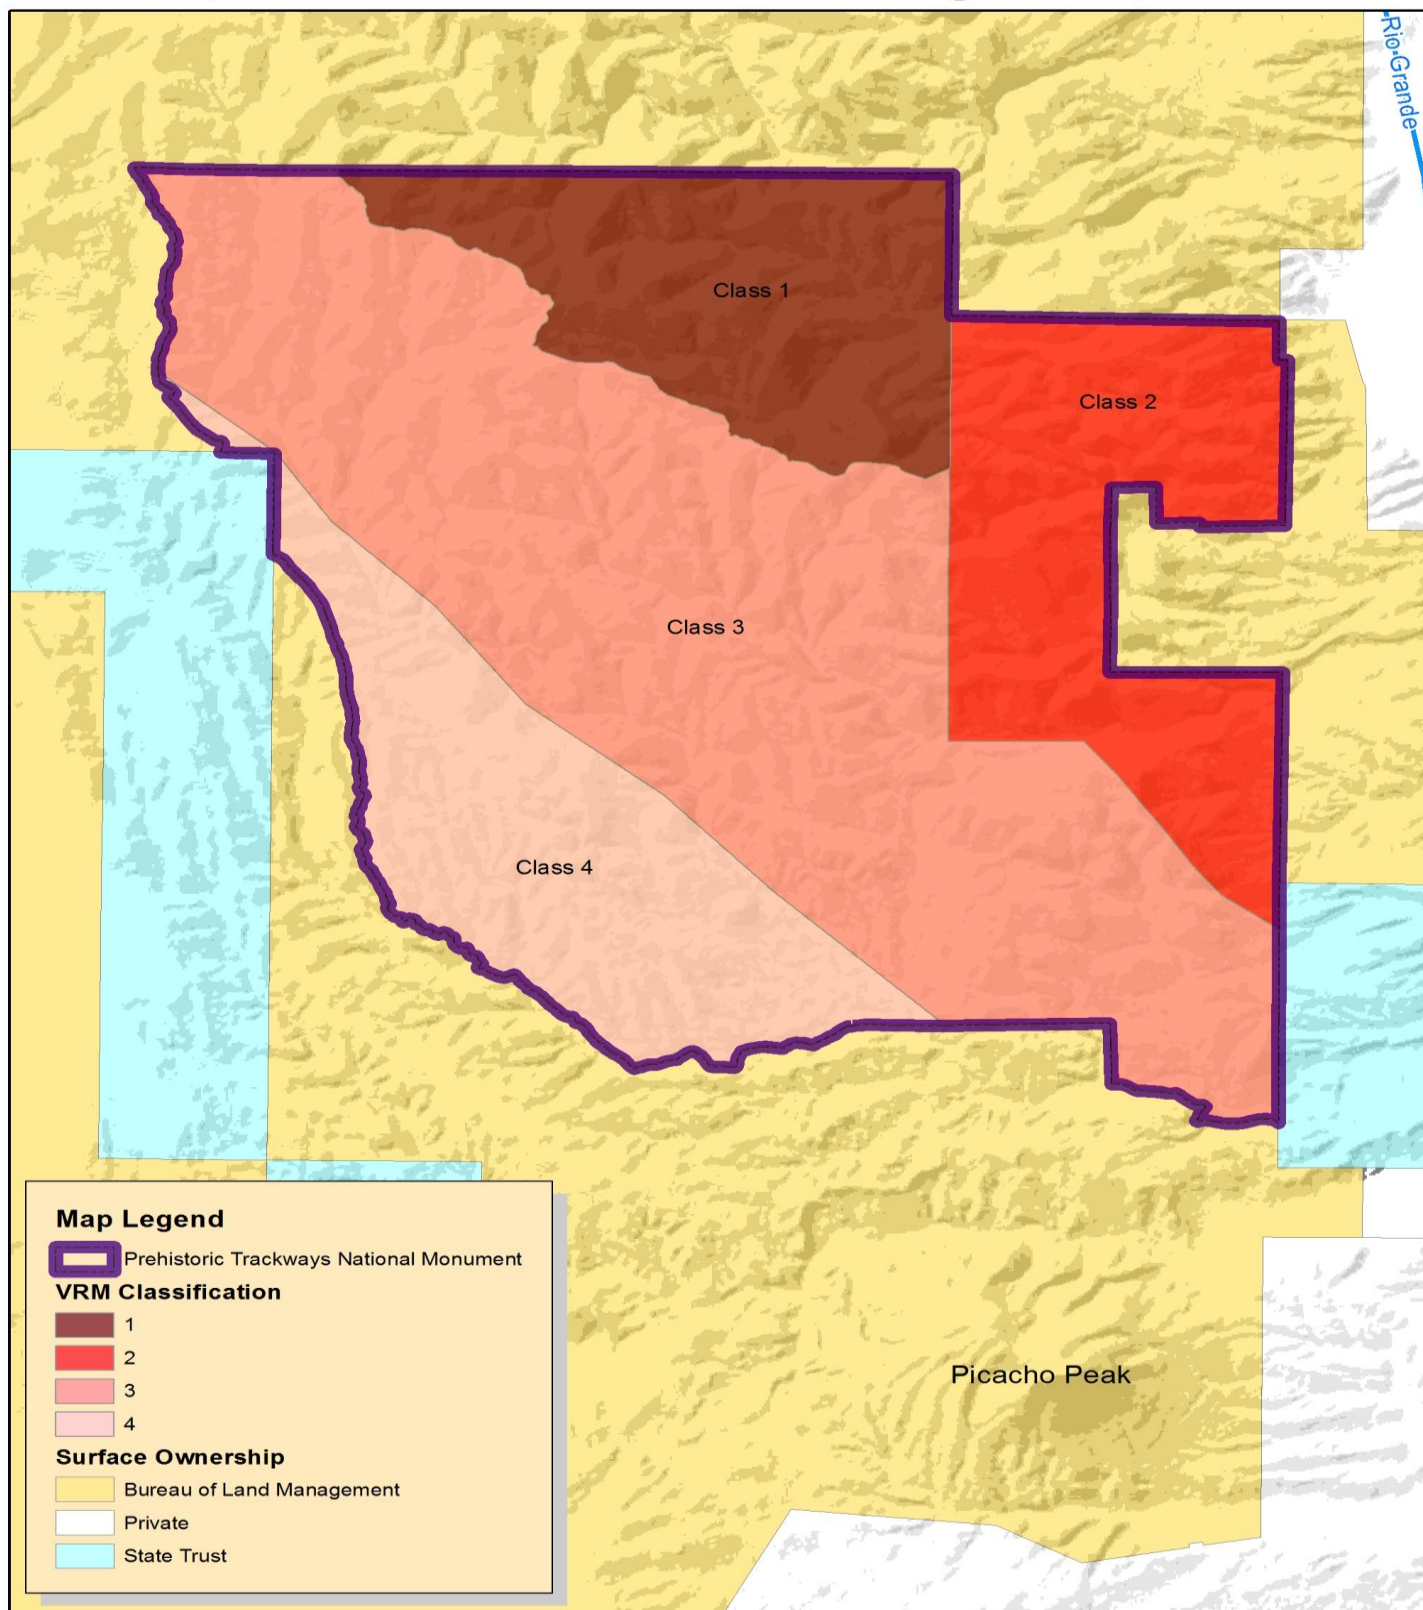 Rio Grande
Class 1
Class 2
Class 3
Class 4
Map Legend
Prehistoric Trackways National Monument
VRM Classification
1
2
3
4
Surface Ownership
Bureau of Land Management
Private
State Trust
Picacho Peak